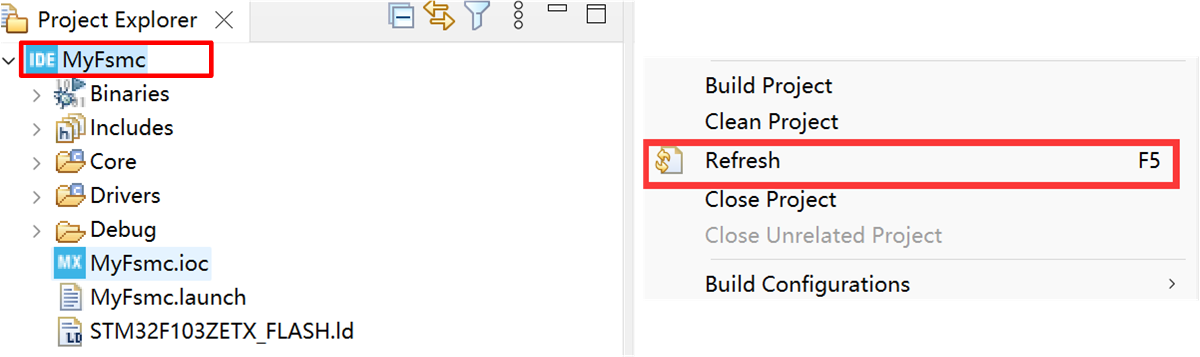 Project Explorer
IDE MyFsmc
Binaries
Includes
Core
Drivers
Debug
MX MyFsmc.ioc
MyFsmc.launch
STM32F103ZETX_FLASH.ld
Build Project
Clean Project
Refresh F5
Close Project
Close Unrelated Project
Build Configurations